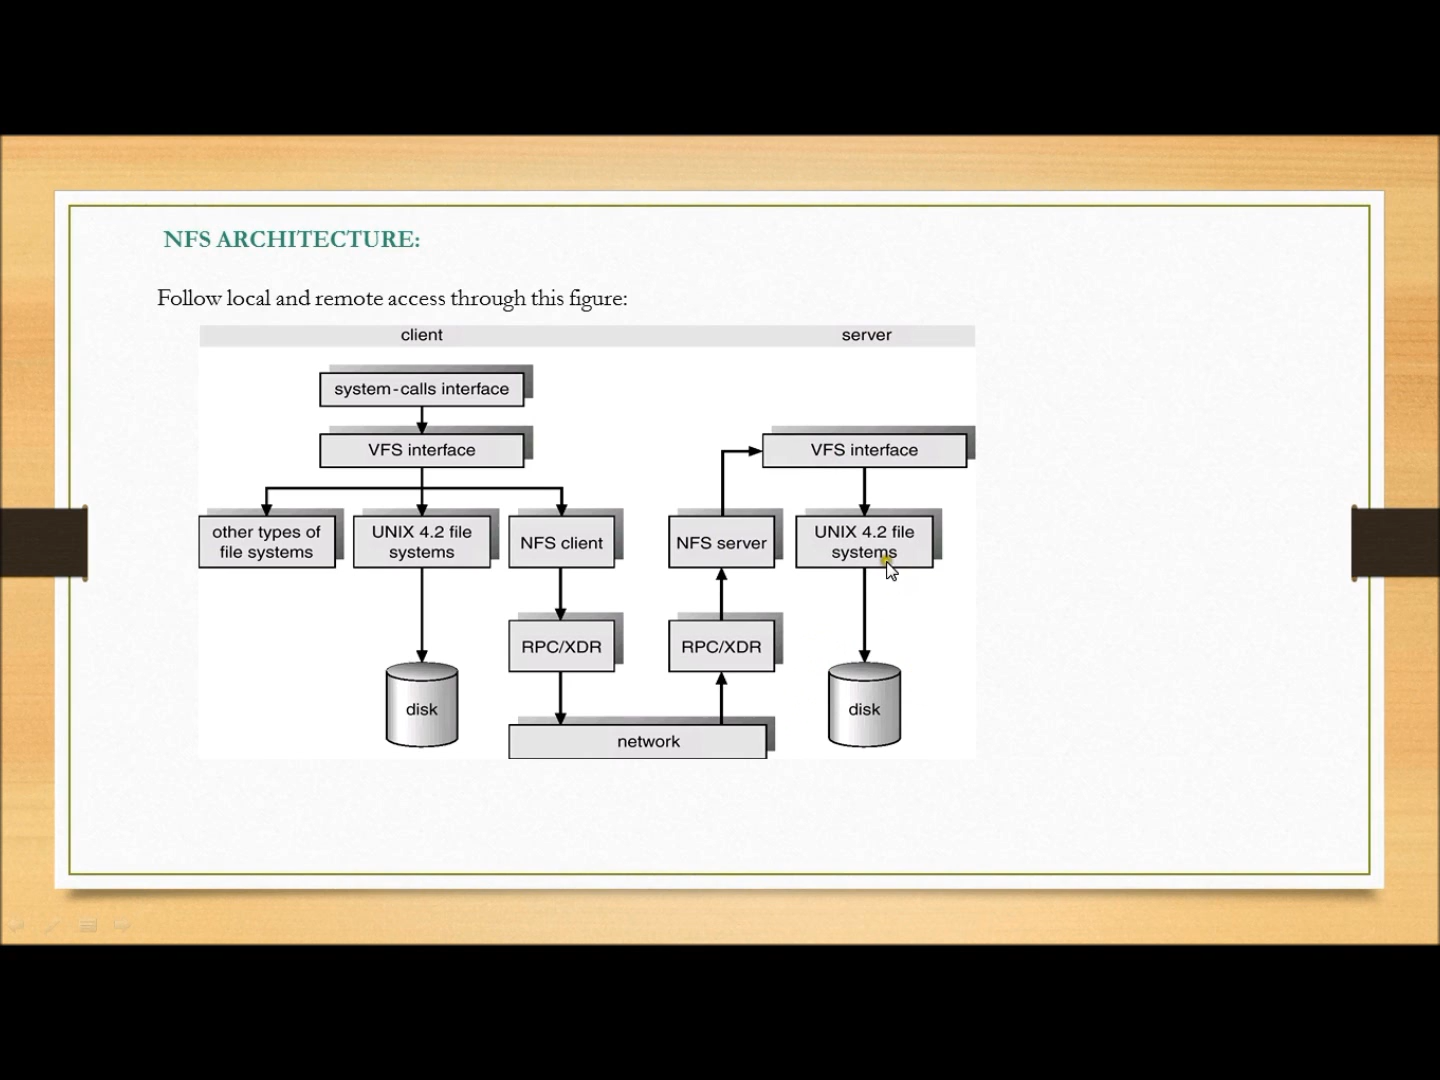 NFS ARCHITECTURE:
Follow local and remote access through this figure:
client
server
system-calls interface
VFS interface
VFS interface
other types of
file systems
UNIX 4.2 file
systems
NFS client
NFS server
UNIX 4.2 file
systems
RPC/XDR
RPC/XDR
disk
disk
network